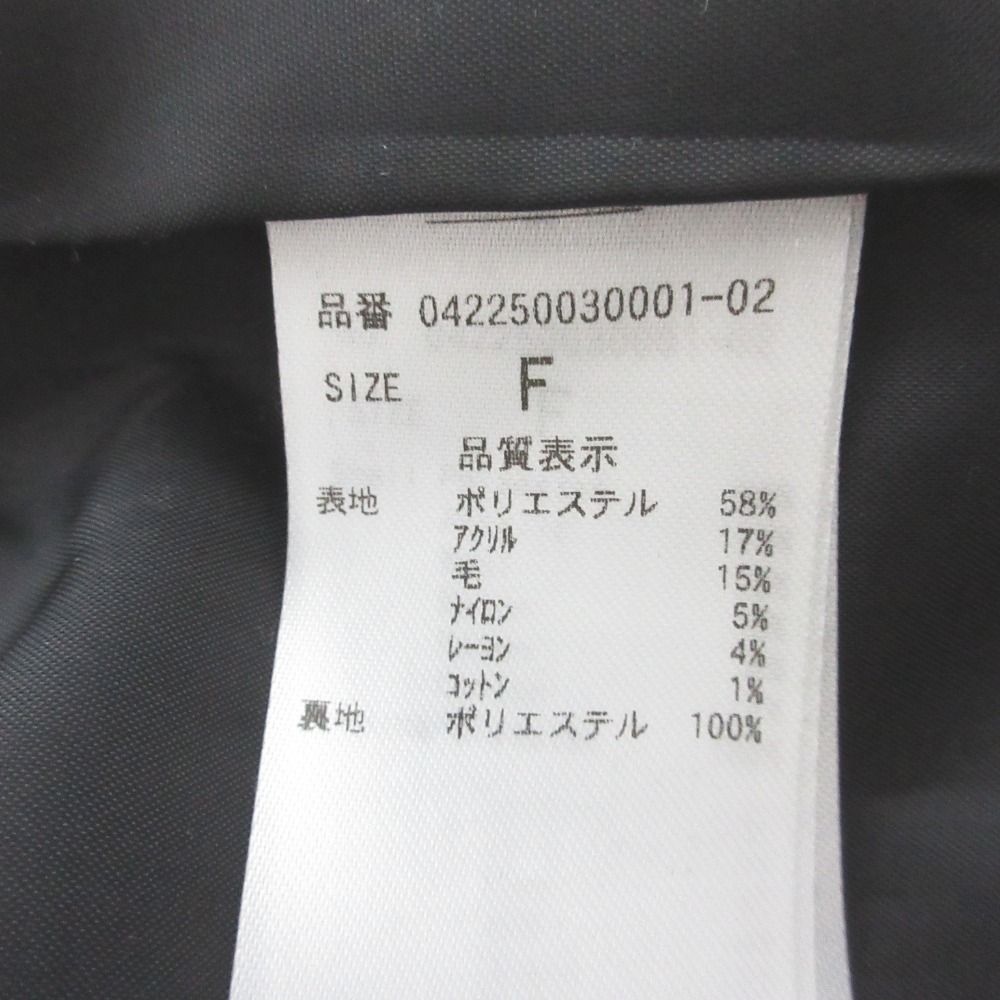 品番 042250030001-02
SIZE F
品質表示
表地 ポリエステル 58%
アクリル 17%
毛 15%
ナイロン 5%
レーヨン 4%
コットン 1%
裏地 ポリエステル 100%